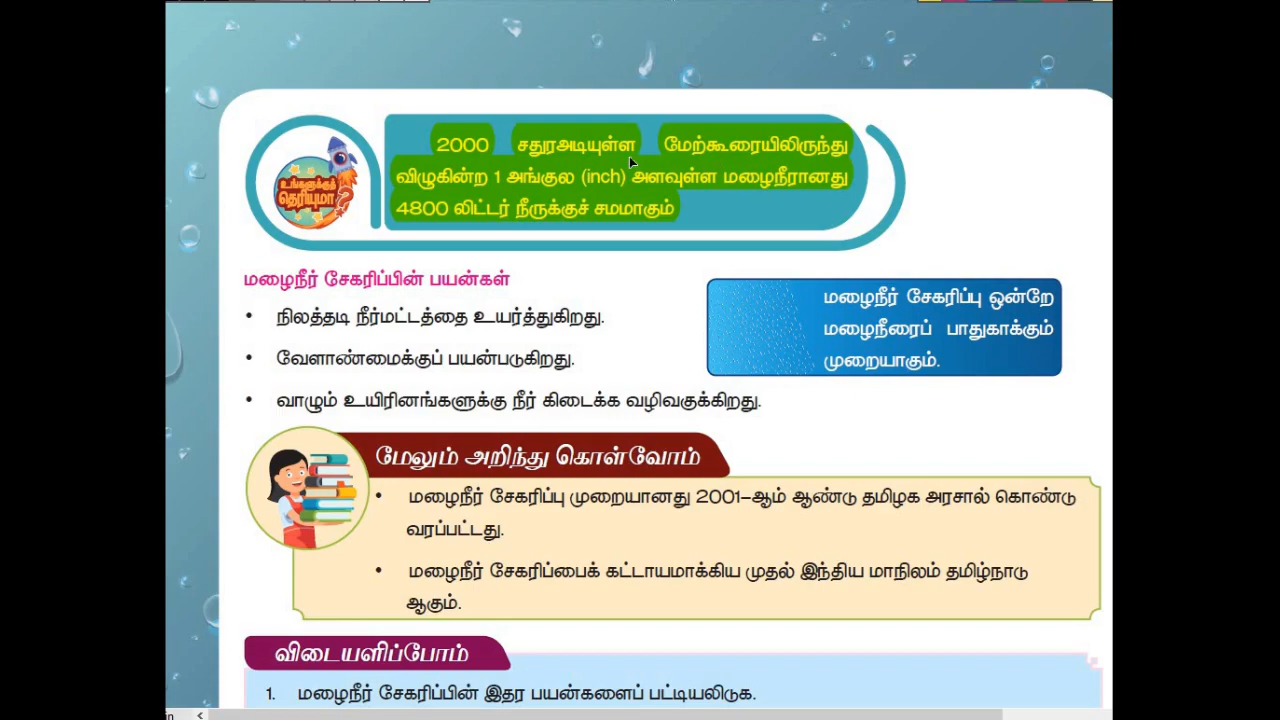 உங்களுக்குத்
தெரியுமா?
2000 சதுரஅடியுள்ள மேற்கூரையிலிருந்து
விழுகின்ற 1 அங்குல (inch) அளவுள்ள மழைநீரானது
4800 லிட்டர் நீருக்குச் சமமாகும்
மழைநீர் சேகரிப்பின் பயன்கள்
• நிலத்தடி நீர்மட்டத்தை உயர்த்துகிறது.
• வேளாண்மைக்குப் பயன்படுகிறது.
• வாழும் உயிரினங்களுக்கு நீர் கிடைக்க வழிவகுக்கிறது.
மழைநீர் சேகரிப்பு ஒன்றே
மழைநீரைப் பாதுகாக்கும்
முறையாகும்.
மேலும் அறிந்து கொள்வோம்
• மழைநீர் சேகரிப்பு முறையானது 2001-ஆம் ஆண்டு தமிழக அரசால் கொண்டு
வரப்பட்டது.
• மழைநீர் சேகரிப்பைக் கட்டாயமாக்கிய முதல் இந்திய மாநிலம் தமிழ்நாடு
ஆகும்.
விடையளிப்போம்
1. மழைநீர் சேகரிப்பின் இதர பயன்களைப் பட்டியலிடுக.